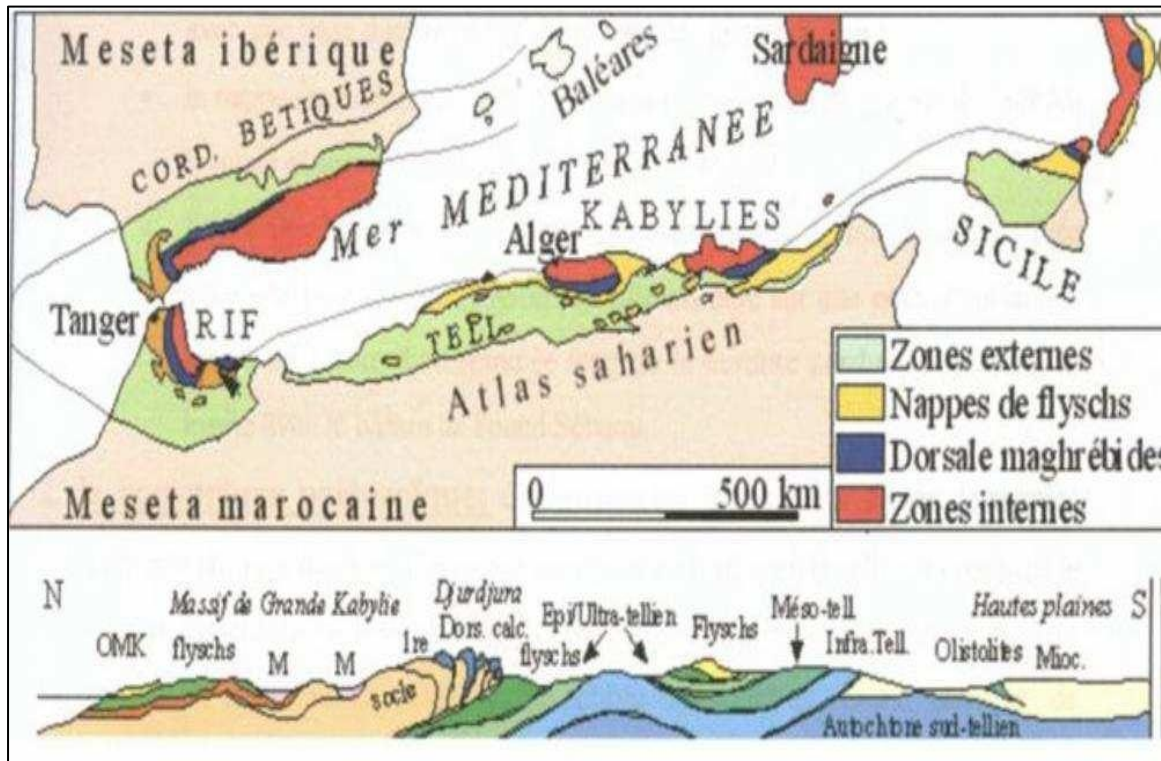 Meseta ibérique
CORD. BETIQUES
Baléares
Sardaigne
Mer MEDITERRANEE
Alger
KABYLIES
SICILE
Tanger
RIF
TELL
Atlas saharien
Meseta marocaine
0 500 km
Zones externes
Nappes de flyschs
Dorsale maghrébides
Zones internes
N
Massif de Grande Kabylie
Djurdjura
Epi/Ultra-tellien
Méso-tell.
Hautes plaines S
OMK
flyschs
M
M
1re
Dors. calc.
flyschs
Flyschs
Infra.Tell.
Olistolites
Mioc.
socle
Autochtone sud-tellien